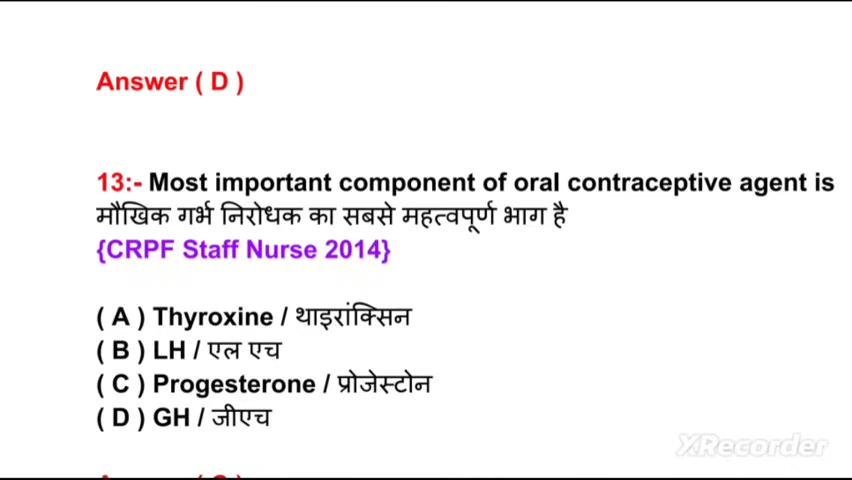 Answer ( D )
13:- Most important component of oral contraceptive agent is
मौखिक गर्भ निरोधक का सबसे महत्वपूर्ण भाग है
{CRPF Staff Nurse 2014}
( A ) Thyroxine / थाइरांक्सिन
( B ) LH / एल एच
( C ) Progesterone / प्रोजेस्टोन
( D ) GH / जीएच
XRecorder